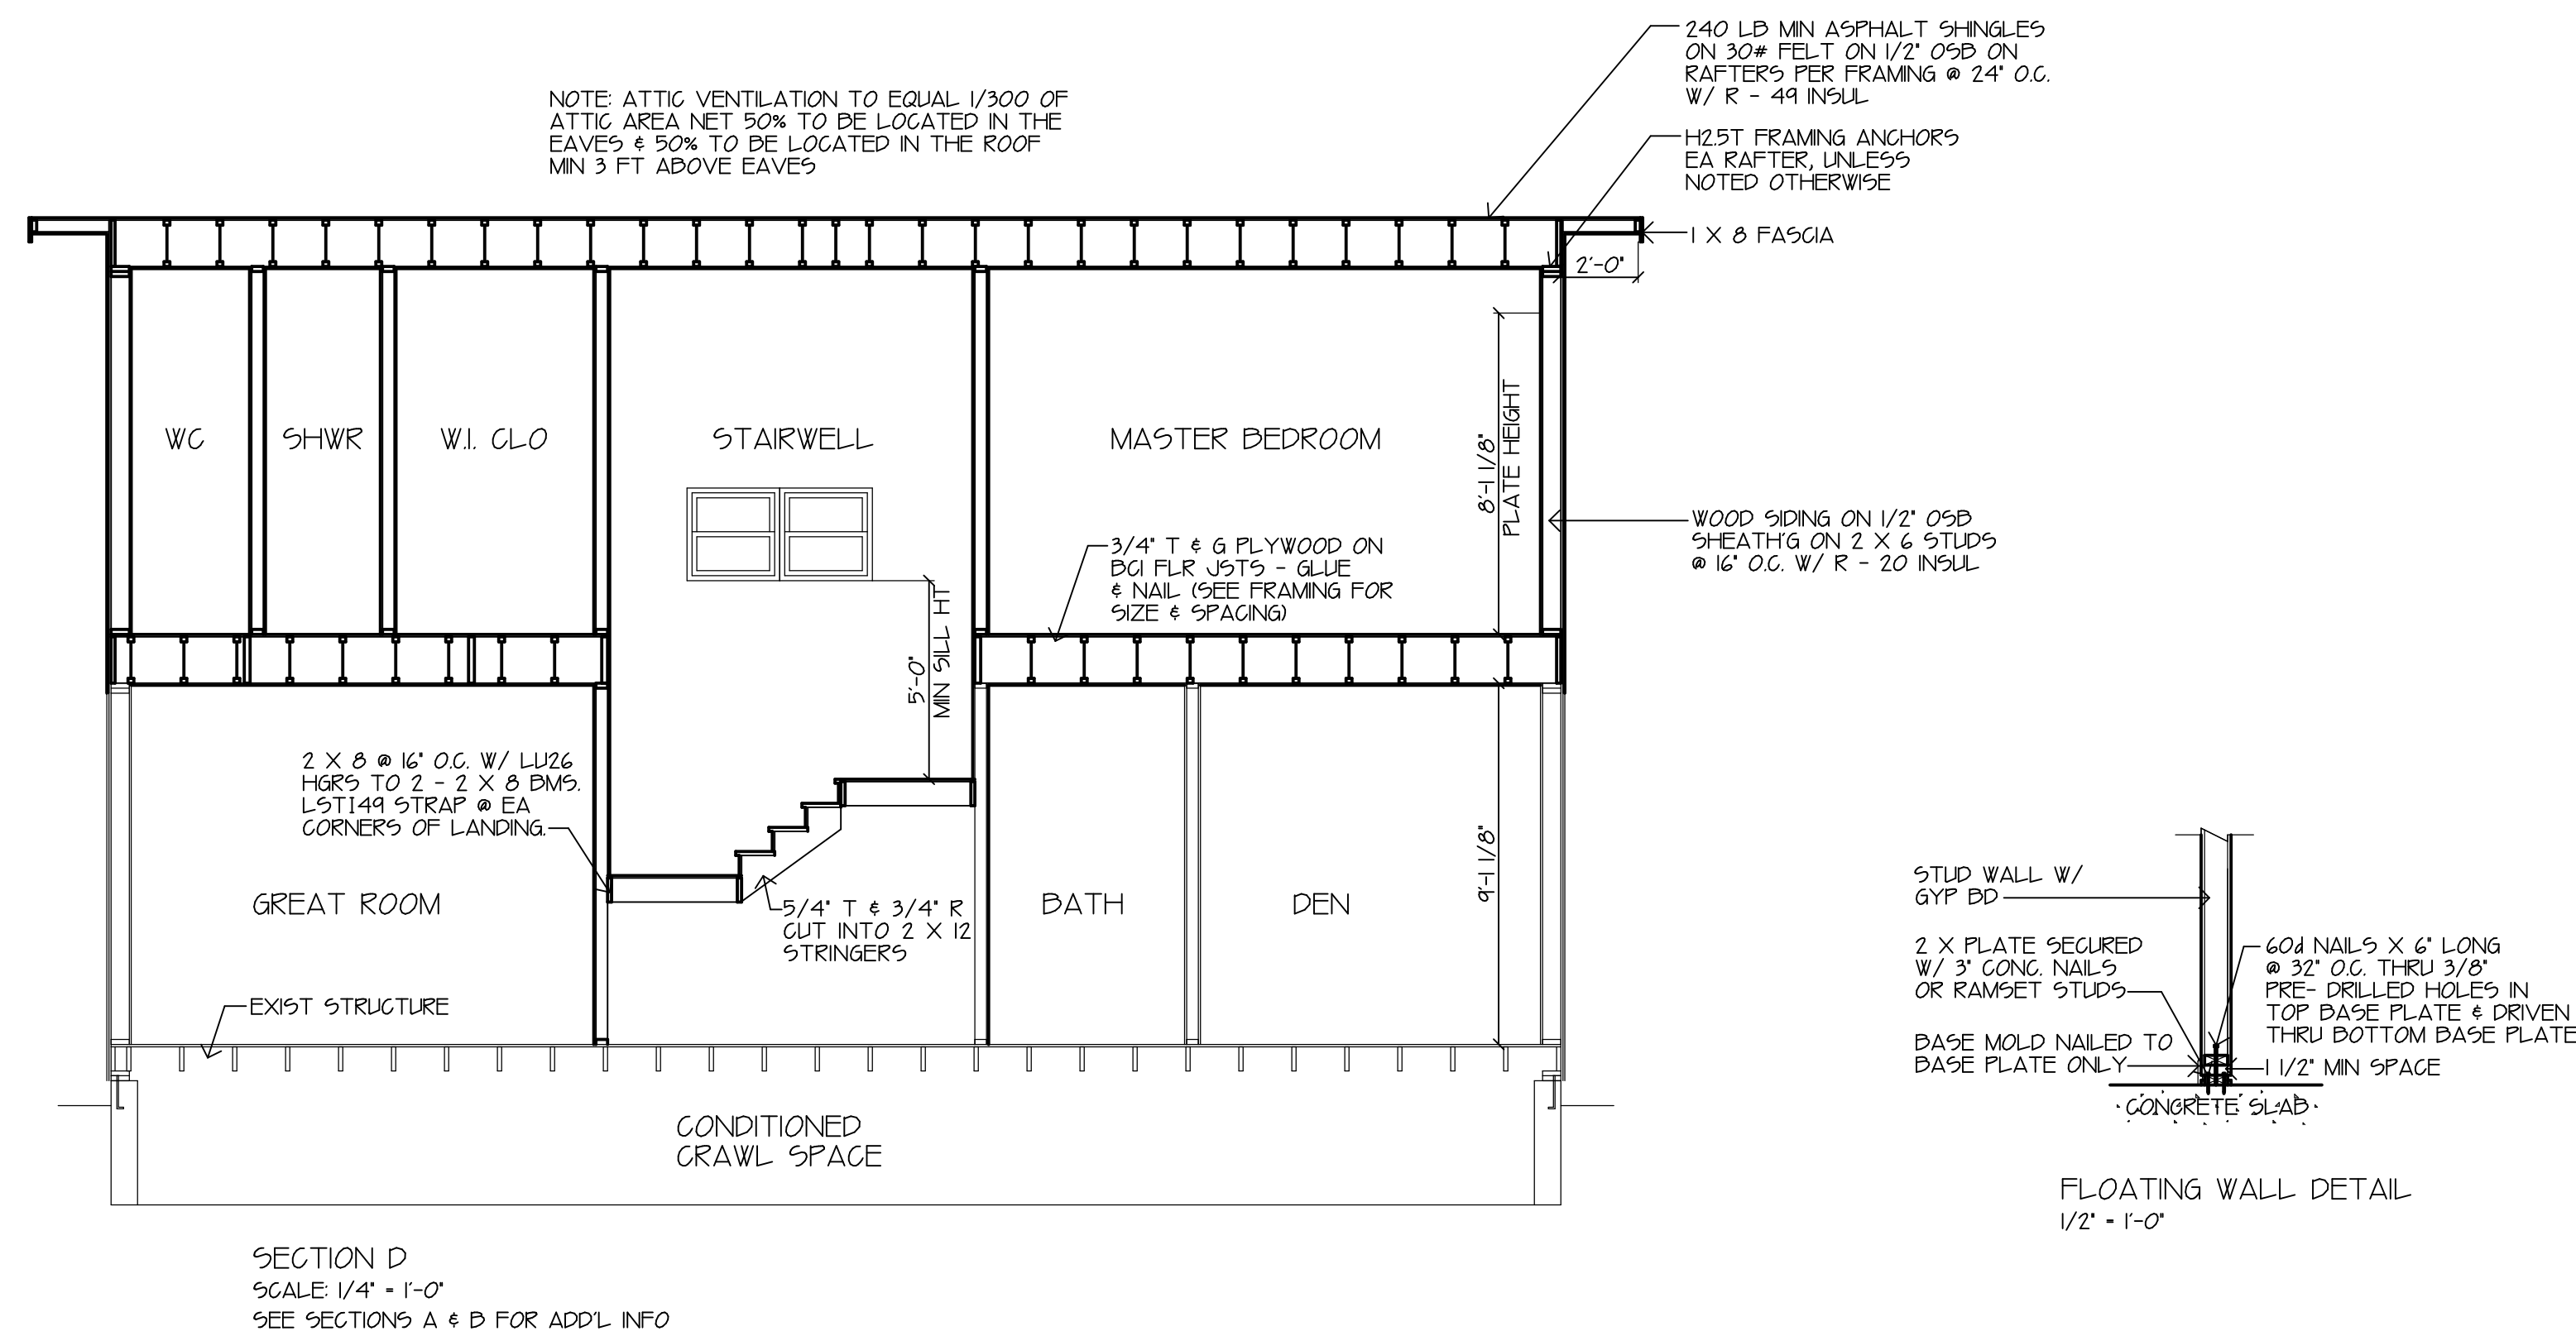 240 LB MIN ASPHALT SHINGLES
ON 30# FELT ON 1/2" OSB ON
RAFTERS PER FRAMING @ 24" O.C.
W/ R - 49 INSUL
NOTE: ATTIC VENTILATION TO EQUAL 1/300 OF
ATTIC AREA NET 50% TO BE LOCATED IN THE
EAVES & 50% TO BE LOCATED IN THE ROOF
MIN 3 FT ABOVE EAVES
H2.5T FRAMING ANCHORS
EA RAFTER, UNLESS
NOTED OTHERWISE
1 X 8 FASCIA
2'-0"
WC
SHWR
W.I. CLO
STAIRWELL
MASTER BEDROOM
8'-1 1/8"
PLATE HEIGHT
WOOD SIDING ON 1/2" OSB
SHEATH'G ON 2 X 6 STUDS
@ 16" O.C. W/ R - 20 INSUL
3/4" T & G PLYWOOD ON
BCI FLR JSTS - GLUE
& NAIL (SEE FRAMING FOR
SIZE & SPACING)
5'-0"
MIN SILL HT
2 X 8 @ 16" O.C. W/ LU26
HGRS TO 2 - 2 X 8 BMS.
LSTI49 STRAP @ EA
CORNERS OF LANDING.
GREAT ROOM
5/4" T & 3/4" R
CUT INTO 2 X 12
STRINGERS
BATH
DEN
9'-1 1/8"
EXIST STRUCTURE
CONDITIONED
CRAWL SPACE
SECTION D
SCALE: 1/4" = 1'-0"
SEE SECTIONS A & B FOR ADD'L INFO
STUD WALL W/
GYP BD
2 X PLATE SECURED
W/ 3" CONC. NAILS
OR RAMSET STUDS
BASE MOLD NAILED TO
BASE PLATE ONLY
60d NAILS X 6" LONG
@ 32" O.C. THRU 3/8"
PRE- DRILLED HOLES IN
TOP BASE PLATE & DRIVEN
THRU BOTTOM BASE PLATE
1 1/2" MIN SPACE
CONCRETE SLAB
FLOATING WALL DETAIL
1/2" = 1'-0"